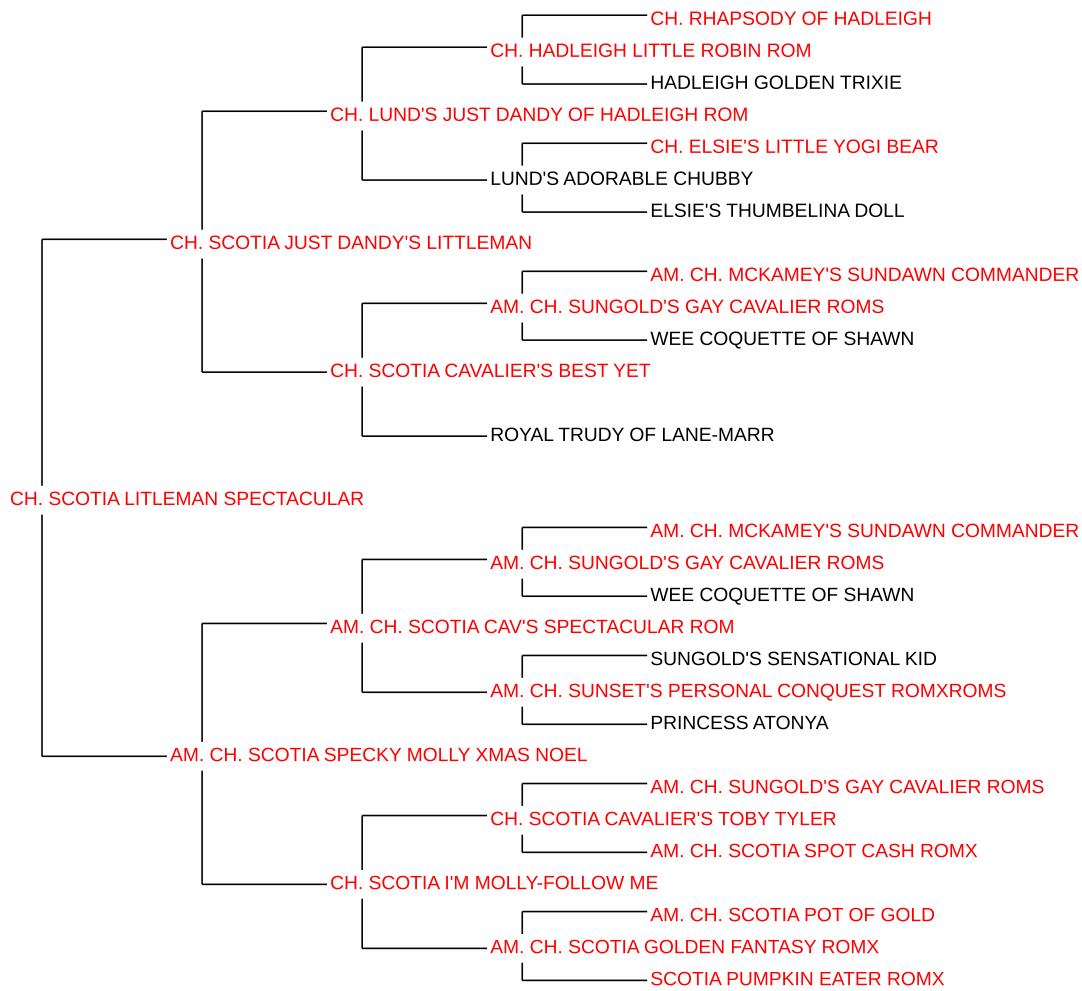 CH. RHAPSODY OF HADLEIGH
CH. HADLEIGH LITTLE ROBIN ROM
HADLEIGH GOLDEN TRIXIE
CH. LUND'S JUST DANDY OF HADLEIGH ROM
CH. ELSIE'S LITTLE YOGI BEAR
LUND'S ADORABLE CHUBBY
ELSIE'S THUMBELINA DOLL
CH. SCOTIA JUST DANDY'S LITTLEMAN
AM. CH. MCKAMEY'S SUNDAWN COMMANDER
AM. CH. SUNGOLD'S GAY CAVALIER ROMS
WEE COQUETTE OF SHAWN
CH. SCOTIA CAVALIER'S BEST YET
ROYAL TRUDY OF LANE-MARR
CH. SCOTIA LITLEMAN SPECTACULAR
AM. CH. MCKAMEY'S SUNDAWN COMMANDER
AM. CH. SUNGOLD'S GAY CAVALIER ROMS
WEE COQUETTE OF SHAWN
AM. CH. SCOTIA CAV'S SPECTACULAR ROM
SUNGOLD'S SENSATIONAL KID
AM. CH. SUNSET'S PERSONAL CONQUEST ROMXROMS
PRINCESS ATONYA
AM. CH. SCOTIA SPECKY MOLLY XMAS NOEL
AM. CH. SUNGOLD'S GAY CAVALIER ROMS
CH. SCOTIA CAVALIER'S TOBY TYLER
AM. CH. SCOTIA SPOT CASH ROMX
CH. SCOTIA I'M MOLLY-FOLLOW ME
AM. CH. SCOTIA POT OF GOLD
AM. CH. SCOTIA GOLDEN FANTASY ROMX
SCOTIA PUMPKIN EATER ROMX